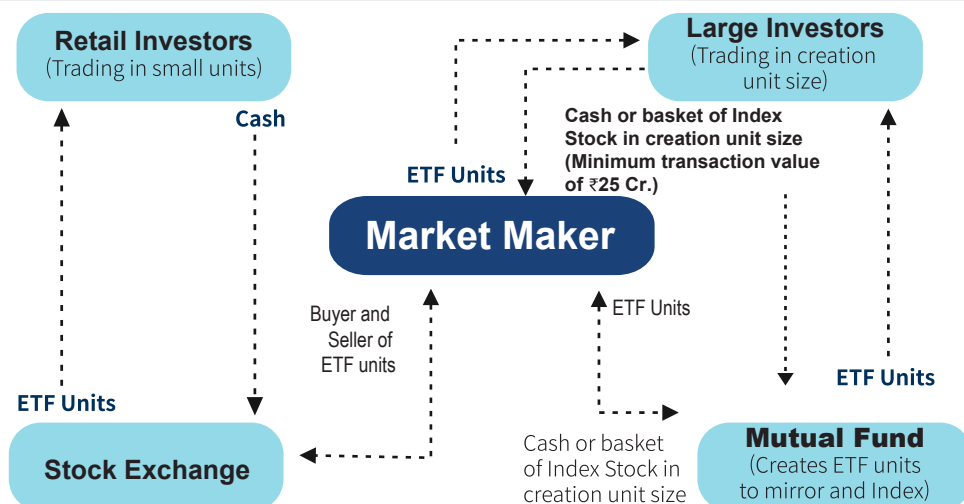 Retail Investors
(Trading in small units)
Large Investors
(Trading in creation
unit size)
Cash
Cash or basket of Index
Stock in creation unit size
(Minimum transaction value
of ₹25 Cr.)
ETF Units
Market Maker
Buyer and
Seller of
ETF units
ETF Units
ETF Units
ETF Units
Stock Exchange
Cash or basket
of Index Stock in
creation unit size
Mutual Fund
(Creates ETF units
to mirror and Index)